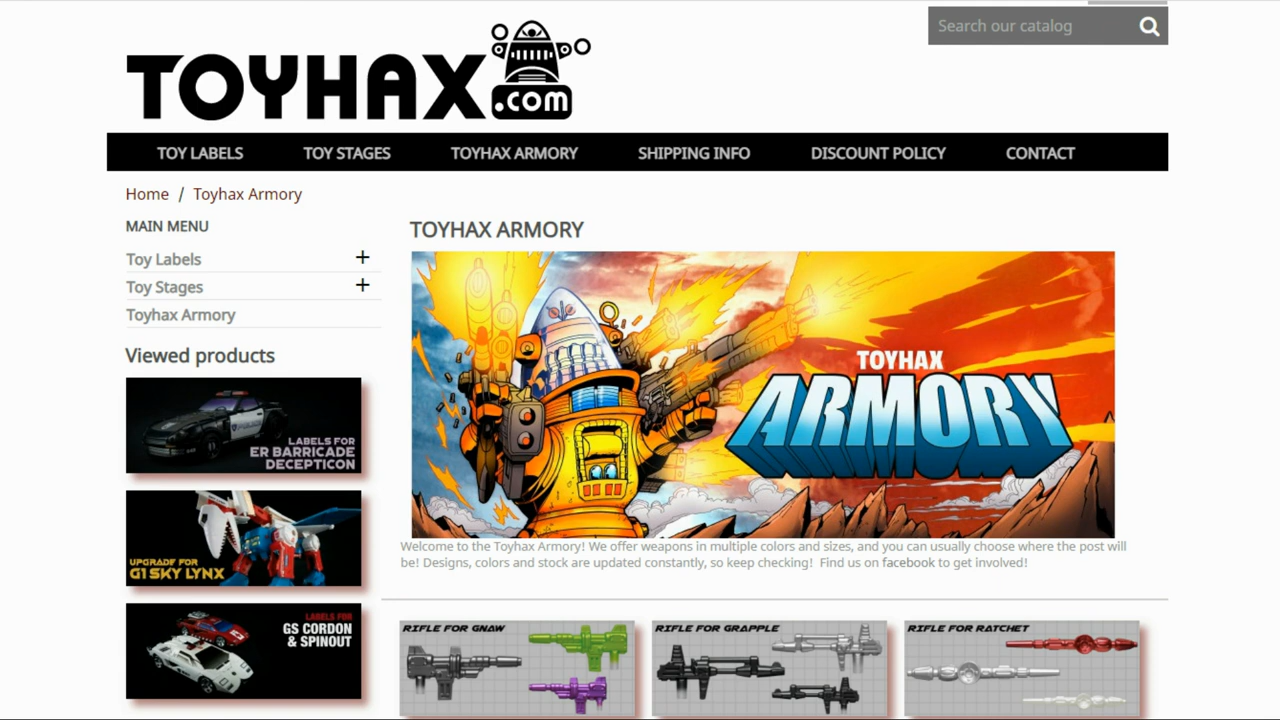 Search our catalog
TOYHAX
.com
TOY LABELS TOY STAGES TOYHAX ARMORY SHIPPING INFO DISCOUNT POLICY CONTACT
Home / Toyhax Armory
MAIN MENU
Toy Labels +
Toy Stages +
Toyhax Armory
Viewed products
LABELS FOR
ER BARRICADE
DECEPTICON
UPGRADE FOR
G1 SKY LYNX
LABELS FOR
GS CORDON
& SPINOUT
TOYHAX ARMORY
TOYHAX
ARMORY
Welcome to the Toyhax Armory! We offer weapons in multiple colors and sizes, and you can usually choose where the post will
be! Designs, colors and stock are updated constantly, so keep checking! Find us on facebook to get involved!
RIFLE FOR GNAW
RIFLE FOR GRAPPLE
RIFLE FOR RATCHET